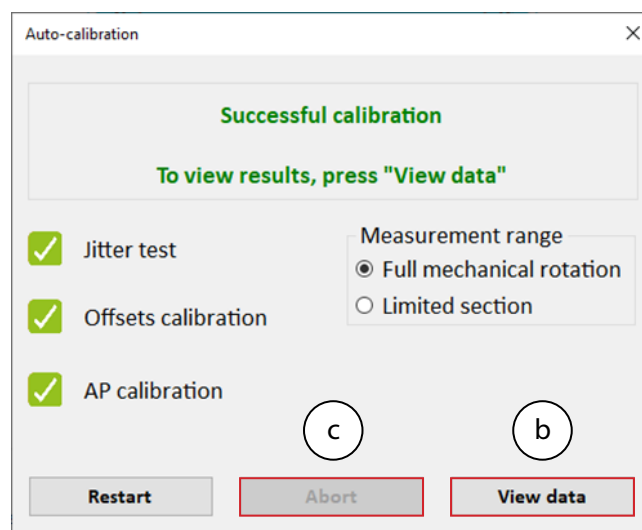 Auto-calibration
Successful calibration
To view results, press "View data"
Measurement range
Jitter test
Full mechanical rotation
Limited section
Offsets calibration
AP calibration
c
b
Restart
Abort
View data